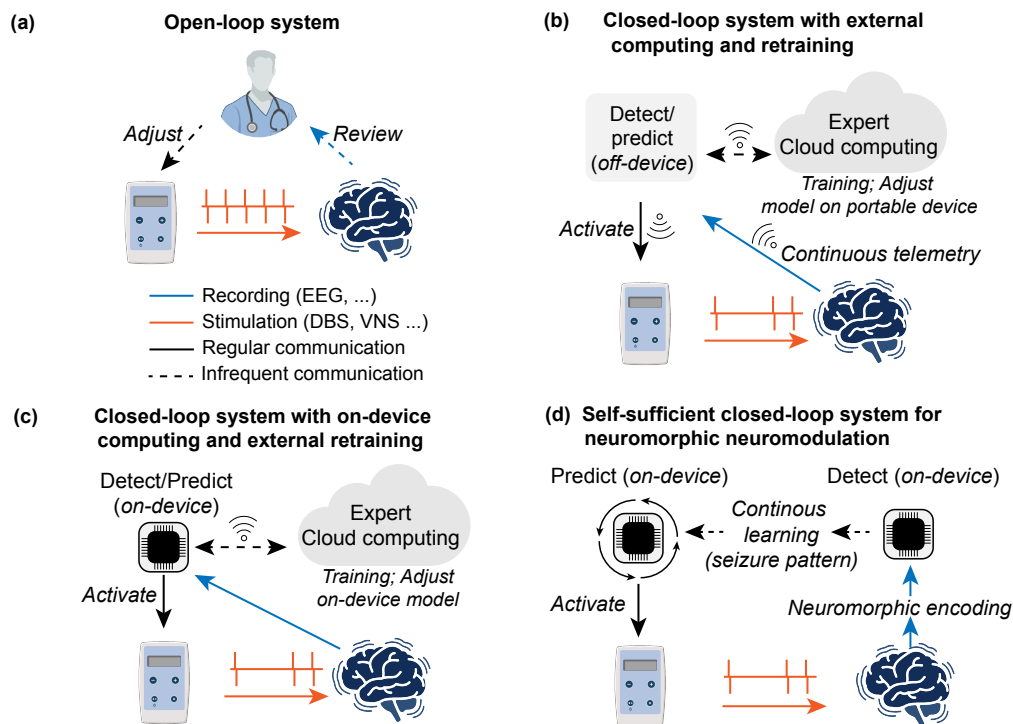 (a) Open-loop system
Adjust
Review
Recording (EEG, ...)
Stimulation (DBS, VNS ...)
Regular communication
Infrequent communication
(b) Closed-loop system with external
computing and retraining
Detect/
predict
(off-device)
Expert
Cloud computing
Training; Adjust
model on portable device
Activate
Continuous telemetry
(c) Closed-loop system with on-device
computing and external retraining
Detect/Predict
(on-device)
Expert
Cloud computing
Training; Adjust
on-device model
Activate
(d) Self-sufficient closed-loop system for
neuromorphic neuromodulation
Predict (on-device)
Detect (on-device)
Continous
learning
(seizure pattern)
Activate
Neuromorphic encoding